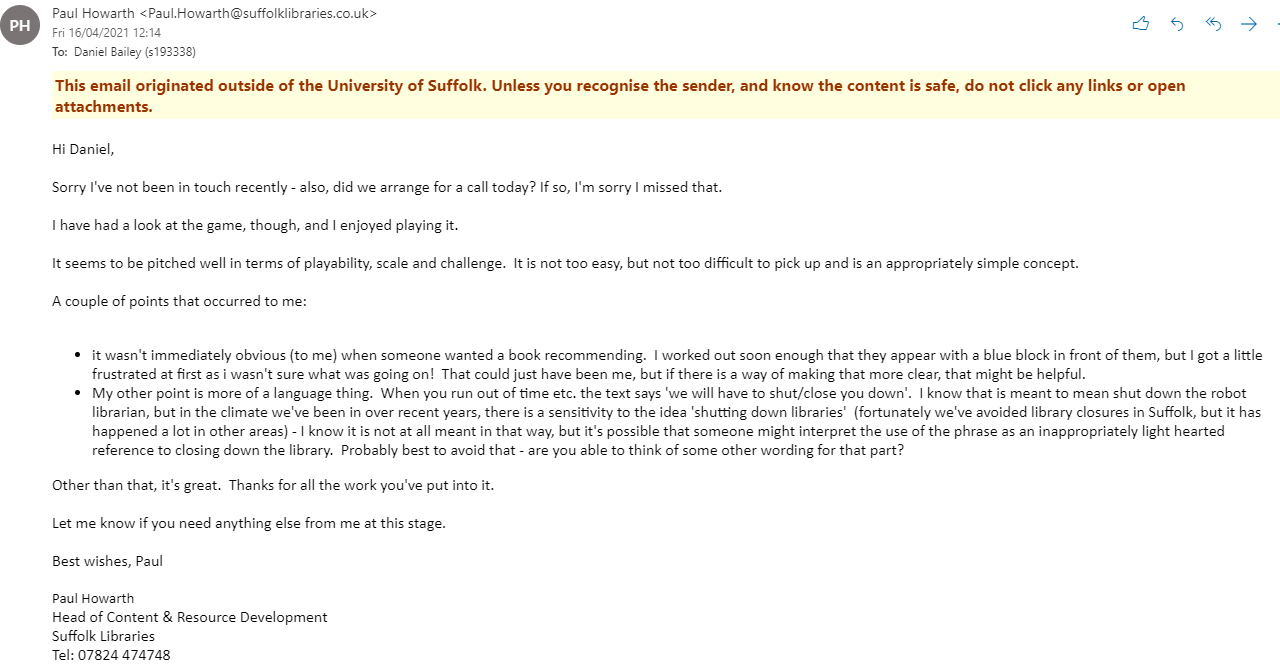 PH
Paul Howarth <Paul.Howarth@suffolklibraries.co.uk>
Fri 16/04/2021 12:14
To: Daniel Bailey (s193338)
This email originated outside of the University of Suffolk. Unless you recognise the sender, and know the content is safe, do not click any links or open
attachments.
Hi Daniel,
Sorry I've not been in touch recently - also, did we arrange for a call today? If so, I'm sorry I missed that.
I have had a look at the game, though, and I enjoyed playing it.
It seems to be pitched well in terms of playability, scale and challenge.  It is not too easy, but not too difficult to pick up and is an appropriately simple concept.
A couple of points that occurred to me:
• it wasn't immediately obvious (to me) when someone wanted a book recommending.  I worked out soon enough that they appear with a blue block in front of them, but I got a little
frustrated at first as i wasn't sure what was going on!  That could just have been me, but if there is a way of making that more clear, that might be helpful.
• My other point is more of a language thing.  When you run out of time etc. the text says 'we will have to shut/close you down'.  I know that is meant to mean shut down the robot
librarian, but in the climate we've been in over recent years, there is a sensitivity to the idea 'shutting down libraries'  (fortunately we've avoided library closures in Suffolk, but it has
happened a lot in other areas) - I know it is not at all meant in that way, but it's possible that someone might interpret the use of the phrase as an inappropriately light hearted
reference to closing down the library.  Probably best to avoid that - are you able to think of some other wording for that part?
Other than that, it's great.  Thanks for all the work you've put into it.
Let me know if you need anything else from me at this stage.
Best wishes, Paul
Paul Howarth
Head of Content & Resource Development
Suffolk Libraries
Tel: 07824 474748